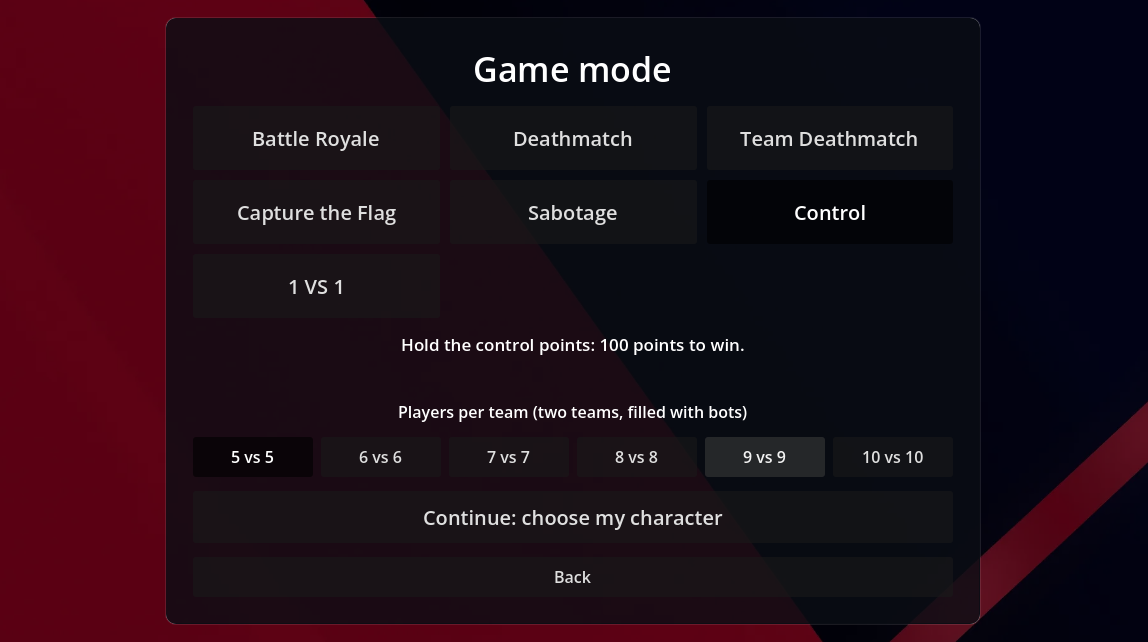 Game mode
Battle Royale
Deathmatch
Team Deathmatch
Capture the Flag
Sabotage
Control
1 VS 1
Hold the control points: 100 points to win.
Players per team (two teams, filled with bots)
5 vs 5
6 vs 6
7 vs 7
8 vs 8
9 vs 9
10 vs 10
Continue: choose my character
Back